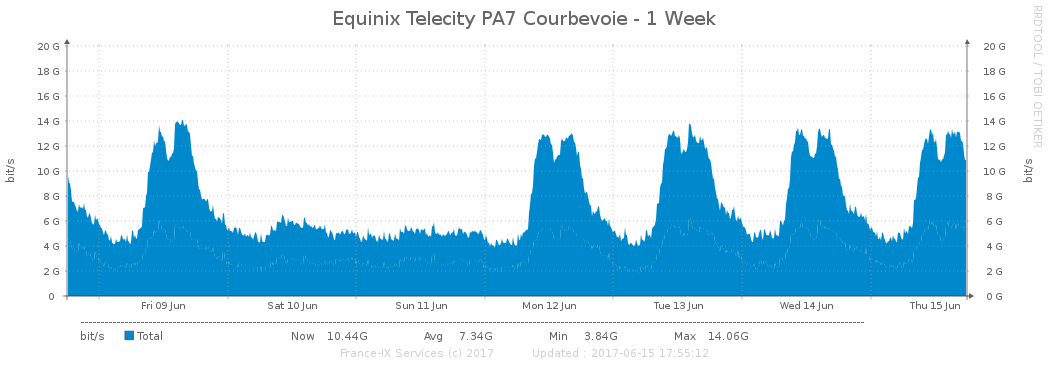 Equinix Telecity PA7 Courbevoie - 1 Week
RRDTOOL / TOBI OETIKER
20 G 20 G
18 G 18 G
16 G 16 G
14 G 14 G
12 G 12 G
10 G 10 G
8 G 8 G
6 G 6 G
4 G 4 G
2 G 2 G
0 0 G
bit/s bit/s
Fri 09 Jun Sat 10 Jun Sun 11 Jun Mon 12 Jun Tue 13 Jun Wed 14 Jun Thu 15 Jun
bit/s Total Now 10.44G Avg 7.34G Min 3.84G Max 14.06G
France-IX Services (c) 2017 Updated : 2017-06-15 17:55:12